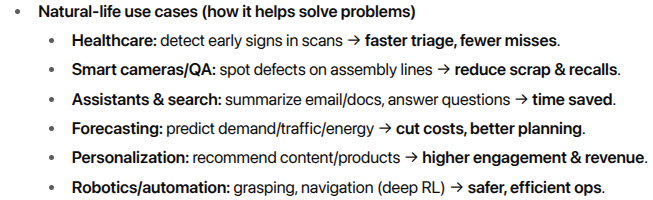 • Natural-life use cases (how it helps solve problems)
• Healthcare: detect early signs in scans → faster triage, fewer misses.
• Smart cameras/QA: spot defects on assembly lines → reduce scrap & recalls.
• Assistants & search: summarize email/docs, answer questions → time saved.
• Forecasting: predict demand/traffic/energy → cut costs, better planning.
• Personalization: recommend content/products → higher engagement & revenue.
• Robotics/automation: grasping, navigation (deep RL) → safer, efficient ops.